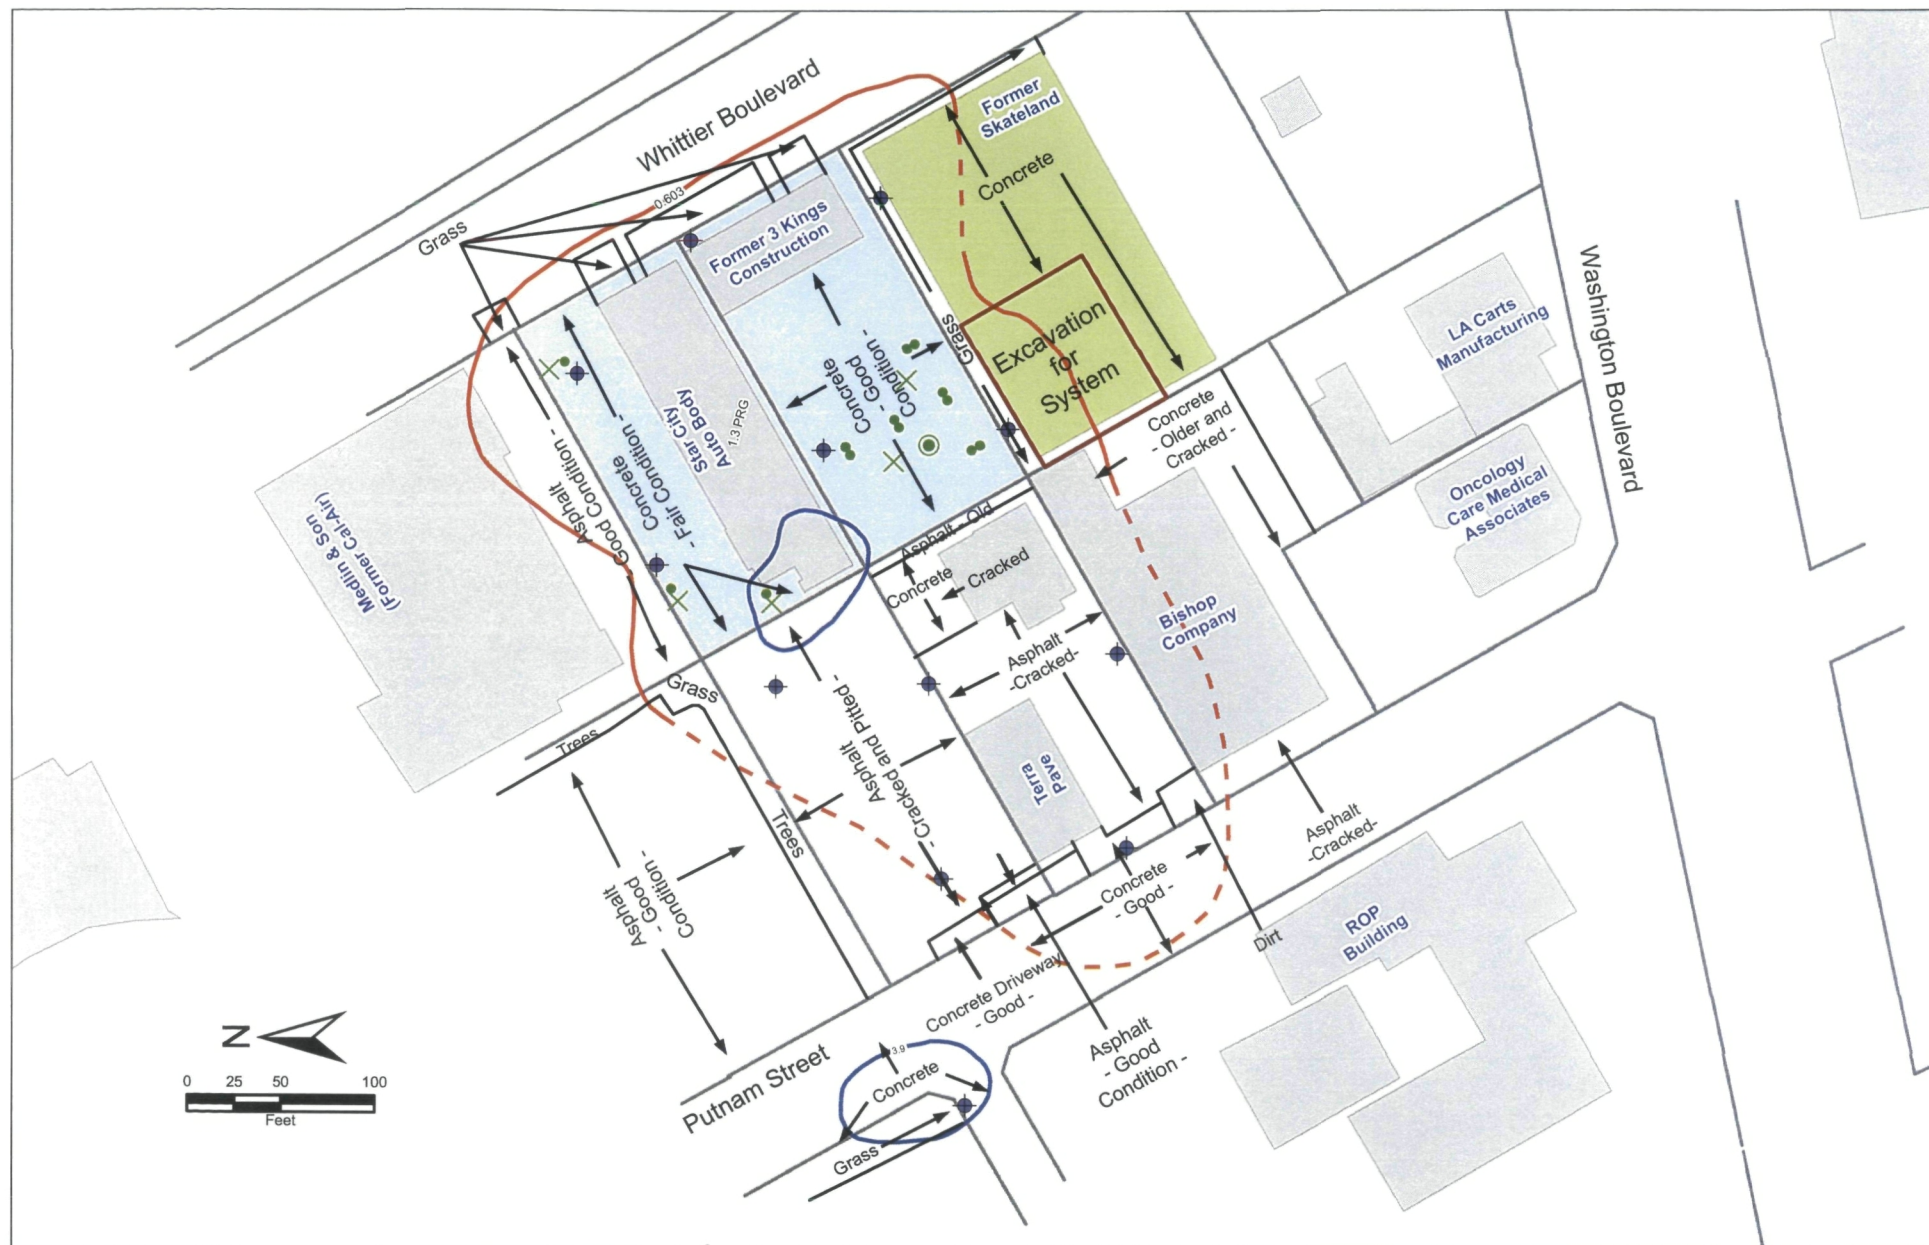 Whittier Boulevard
Former
Skateland
Concrete
0.603
Grass
Former 3 Kings
Construction
Grass
Concrete
- Good
Condition -
Excavation
for
System
Star City
Auto Body
1.3 PRG
Concrete
- Fair Condition -
Asphalt
- Good Condition -
Medlin & Son
(Former Cal-Air)
Washington Boulevard
LA Carts
Manufacturing
Oncology
Care Medical
Associates
Concrete
- Older and
Cracked -
Asphalt - Old
Concrete
Cracked
Bishop
Company
Asphalt
-Cracked-
Grass
Trees
Trees
Asphalt
- Cracked and Pitted -
Terra
Pave
Asphalt
- Good
Condition -
Asphalt
-Cracked-
Concrete
- Good -
Dirt
ROP
Building
Concrete Driveway
- Good -
Asphalt
- Good
Condition -
Putnam Street
3.9
Concrete
Grass
N
0 25 50 100
Feet